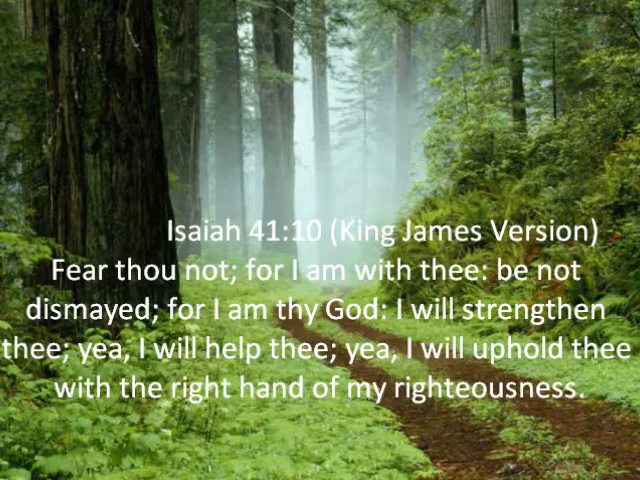 Isaiah 41:10 (King James Version)
Fear thou not; for I am with thee: be not
dismayed; for I am thy God: I will strengthen
thee; yea, I will help thee; yea, I will uphold thee
with the right hand of my righteousness.